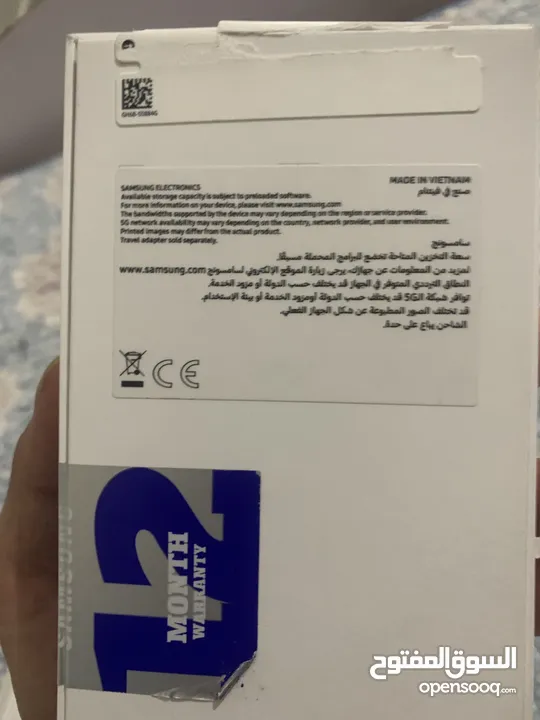 GH68-55884G
MADE IN VIETNAM
صنع في فيتنام
SAMSUNG ELECTRONICS
Available storage capacity is subject to preloaded software.
For more information on your device, please visit www.samsung.com
The bandwidths supported by the device may vary depending on the region or service provider.
5G network availability may vary depending on the country, network provider, and user environment.
Printed images may differ from the actual product.
Travel adapter sold separately.
سامسونج
سعة التخزين المتاحة تخضع للبرامج المحملة مسبقًا.
لمزيد من المعلومات عن جهازك، يرجى زيارة الموقع الإلكتروني لسامسونج www.samsung.com
النطاق الترددي المتوفر في الجهاز قد يختلف حسب الدولة أو مزود الخدمة.
توافر شبكة الـ5G قد يختلف حسب الدولة أومزود الخدمة أو بيئة الإستخدام.
قد تختلف الصور المطبوعة عن شكل الجهاز الفعلي.
الشاحن يباع على حدة.
CE
SAMSUNG
12
MONTH
WARRANTY
السوق المفتوح
opensooq.com